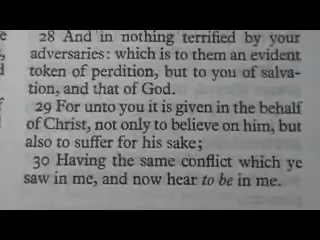 28 And in nothing terrified by your
adversaries: which is to them an evident
token of perdition, but to you of salva-
tion, and that of God.
29 For unto you it is given in the behalf
of Christ, not only to believe on him, but
also to suffer for his sake;
30 Having the same conflict which ye
saw in me, and now hear to be in me.